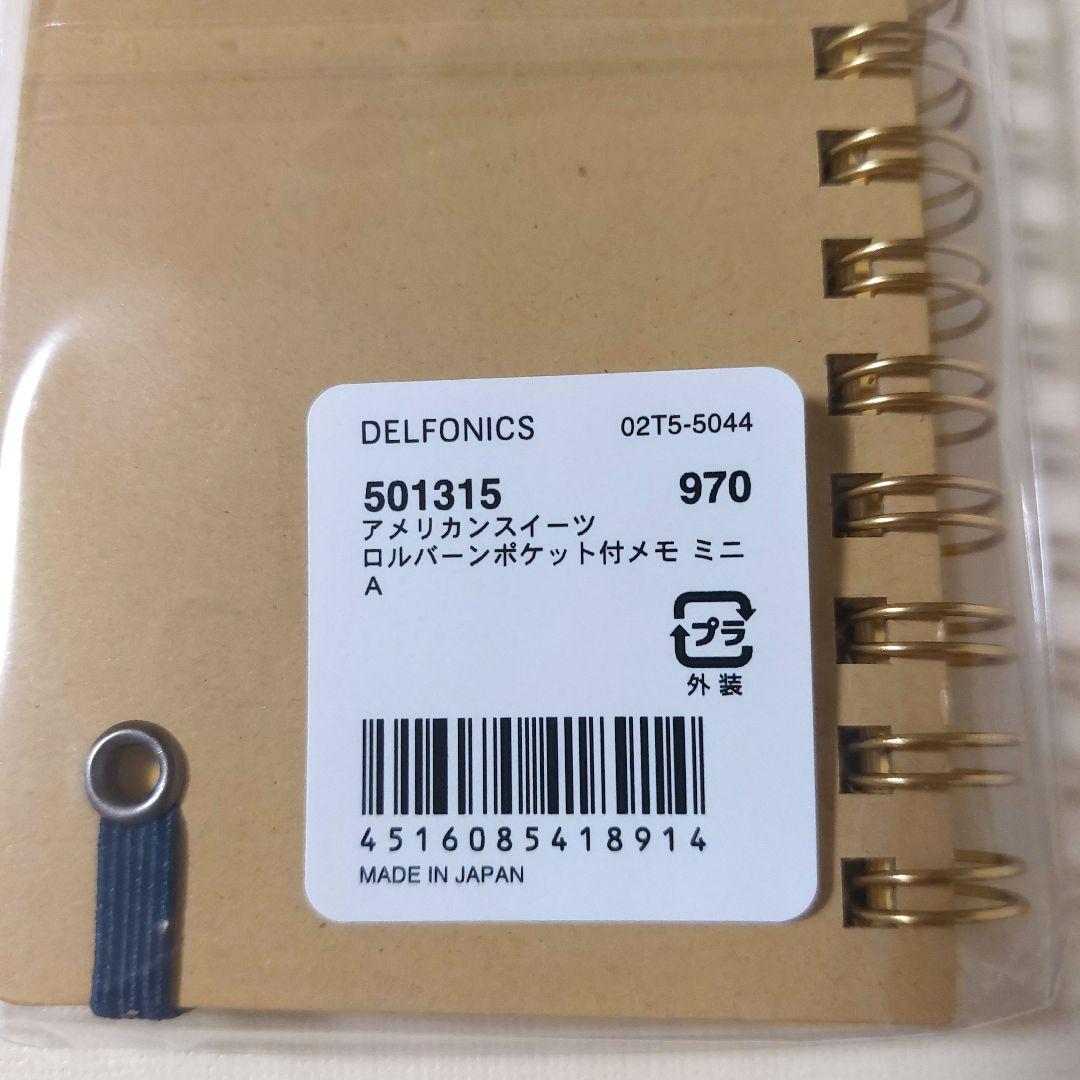 DELFONICS 02T5-5044
501315 970
アメリカンスイーツ
ロルバーンポケット付メモ ミニ
A
プラ
外装
4516085418914
MADE IN JAPAN